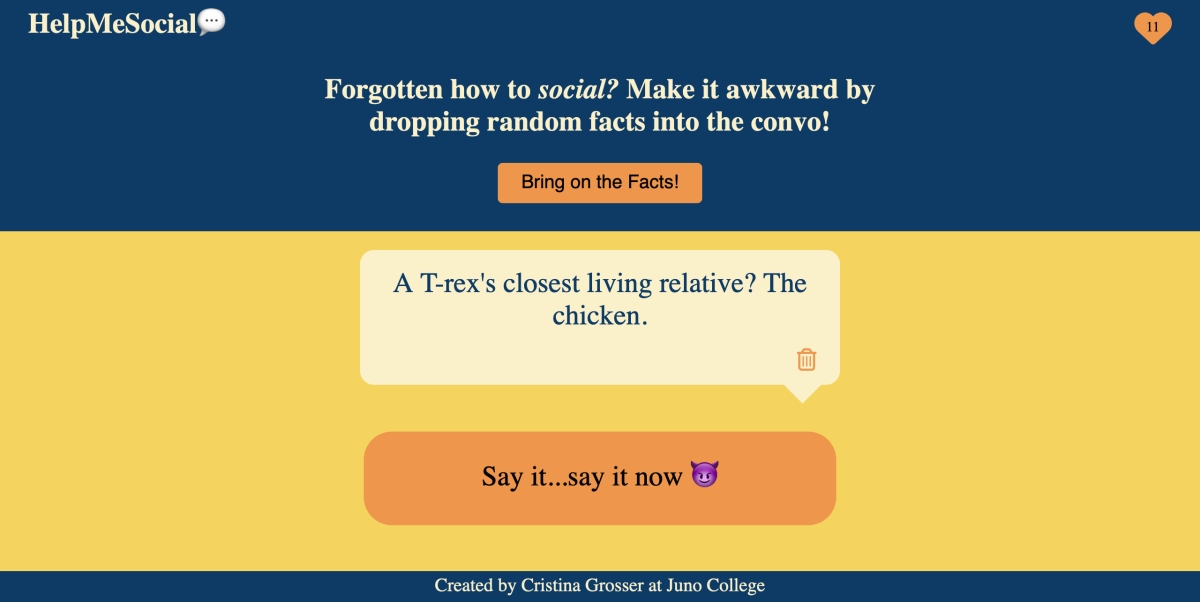 HelpMeSocial💬
11
Forgotten how to social? Make it awkward by
dropping random facts into the convo!
Bring on the Facts!
A T-rex's closest living relative? The
chicken.
Say it...say it now 😈
Created by Cristina Grosser at Juno College